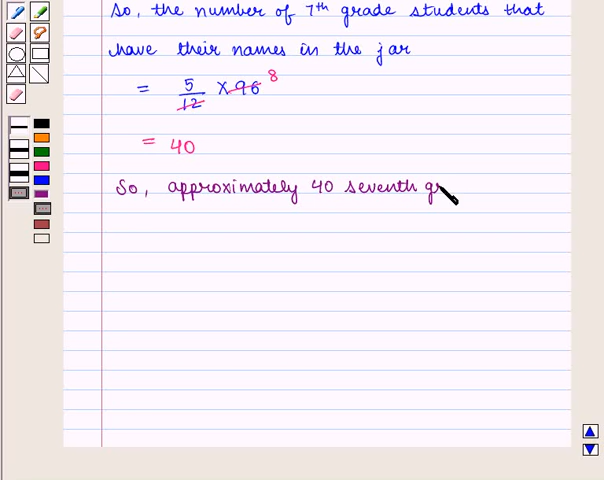 So, the number of 7th grade students that
have their names in the jar
= 5/12 × 96 8
= 40
So, approximately 40 seventh gr